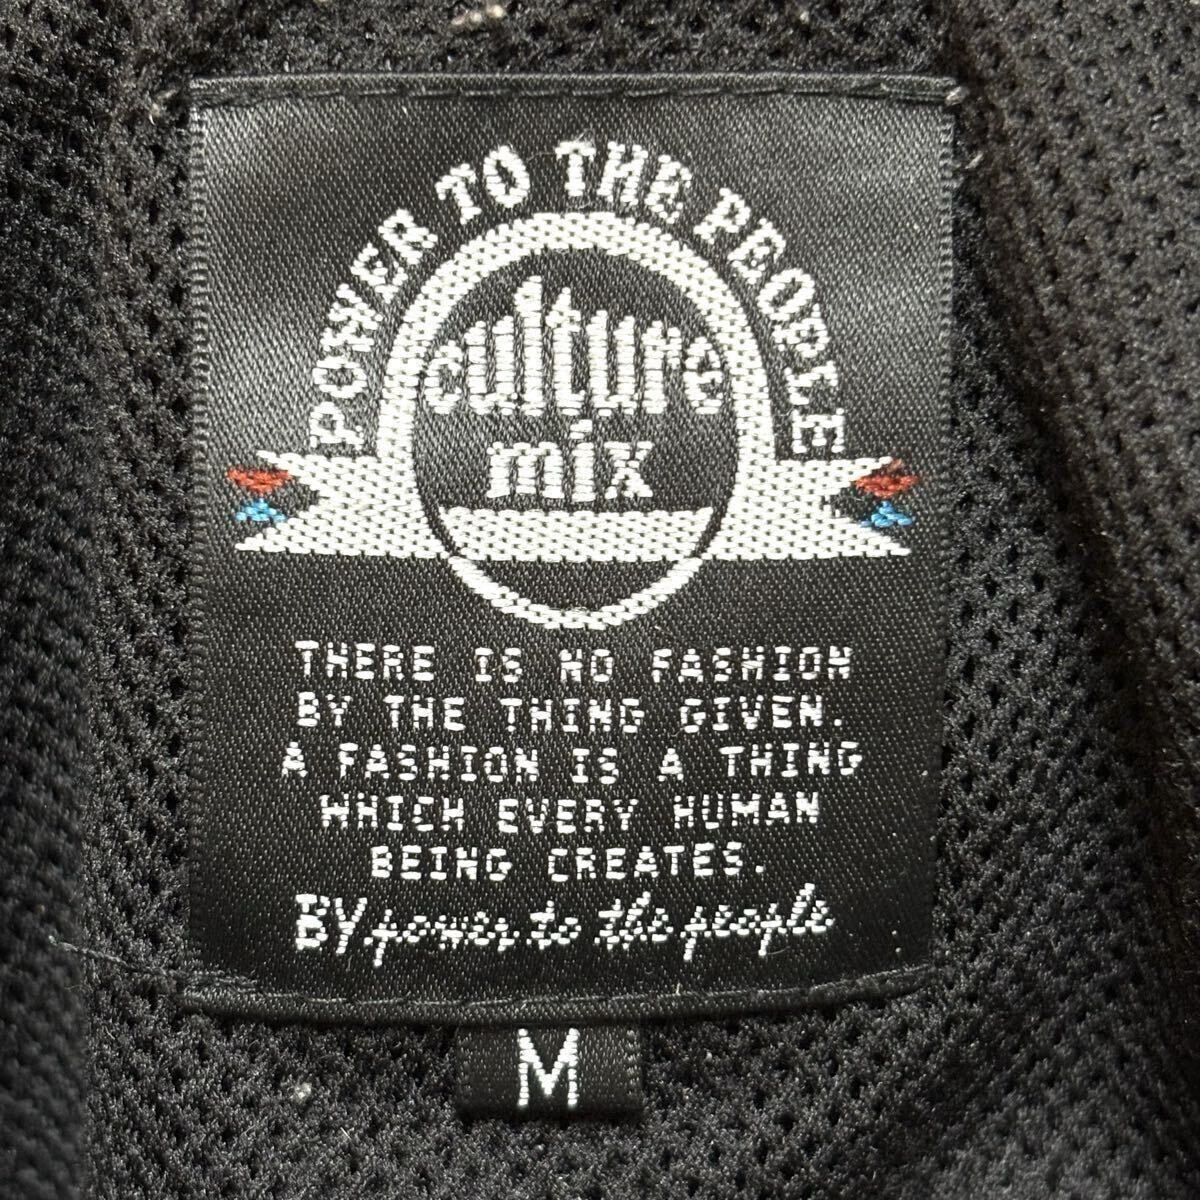 POWER TO THE PEOPLE
culture
mix
THERE IS NO FASHION
BY THE THING GIVEN.
A FASHION IS A THING
WHICH EVERY HUMAN
BEING CREATES.
BY power to the people
M